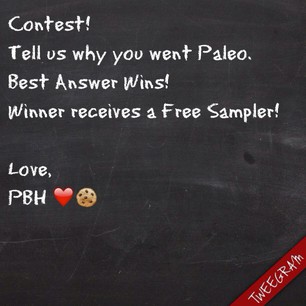 Contest!
Tell us why you went Paleo.
Best Answer Wins!
Winner receives a Free Sampler!
Love,
PBH ❤️🍪
TWEEGRAM